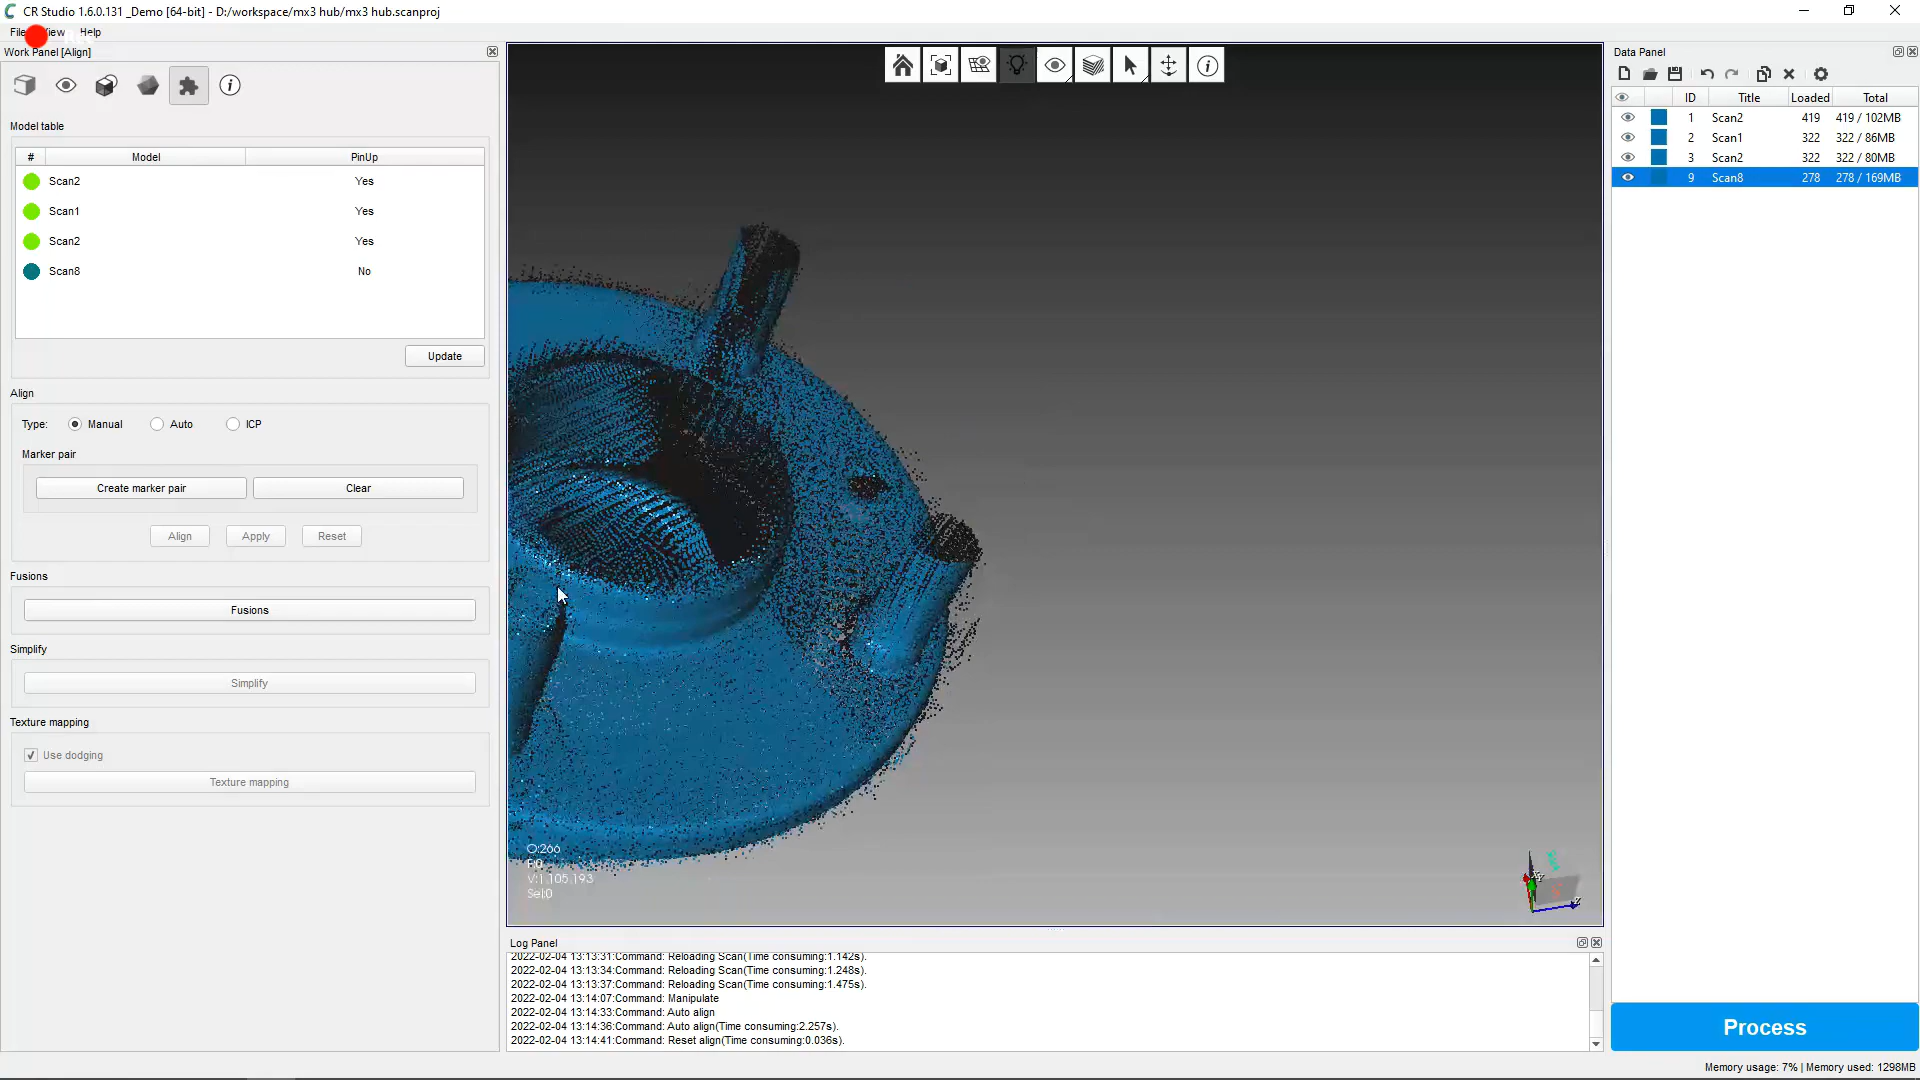 CR Studio 1.6.0.131 _Demo [64-bit] - D:/workspace/mx3 hub/mx3 hub.scanproj
File View Help
Work Panel [Align]
Model table
# Model PinUp
Scan2 Yes
Scan1 Yes
Scan2 Yes
Scan8 No
Update
Align
Type: Manual Auto ICP
Marker pair
Create marker pair Clear
Align Apply Reset
Fusions
Fusions
Simplify
Simplify
Texture mapping
Use dodging
Texture mapping
O:266
F:0
V:1,105,193
Sel:0
Log Panel
2022-02-04 13:13:31:Command: Reloading Scan(Time consuming:1.142s).
2022-02-04 13:13:34:Command: Reloading Scan(Time consuming:1.248s).
2022-02-04 13:13:37:Command: Reloading Scan(Time consuming:1.475s).
2022-02-04 13:14:07:Command: Manipulate
2022-02-04 13:14:33:Command: Auto align
2022-02-04 13:14:36:Command: Auto align(Time consuming:2.257s).
2022-02-04 13:14:41:Command: Reset align(Time consuming:0.036s).
Data Panel
ID Title Loaded Total
1 Scan2 419 419 / 102MB
2 Scan1 322 322 / 86MB
3 Scan2 322 322 / 80MB
9 Scan8 278 278 / 169MB
Process
Memory usage: 7% | Memory used: 1298MB